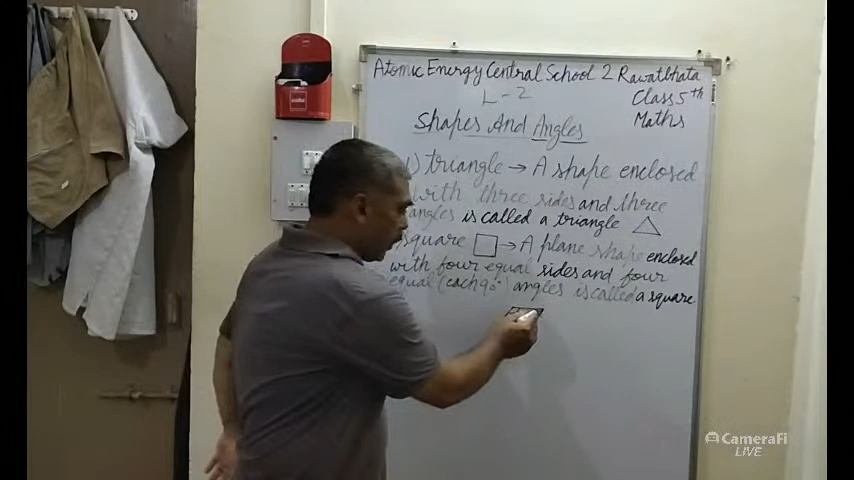 Atomic Energy Central School 2 Rawatbhata
L-2
Class 5th
Maths
Shapes And Angles
1) triangle → A shape enclosed
with three sides and three
angles is called a triangle
square → A plane shape enclosed
with four equal sides and four
equal (each 90°) angles is called a square
CameraFi
LIVE